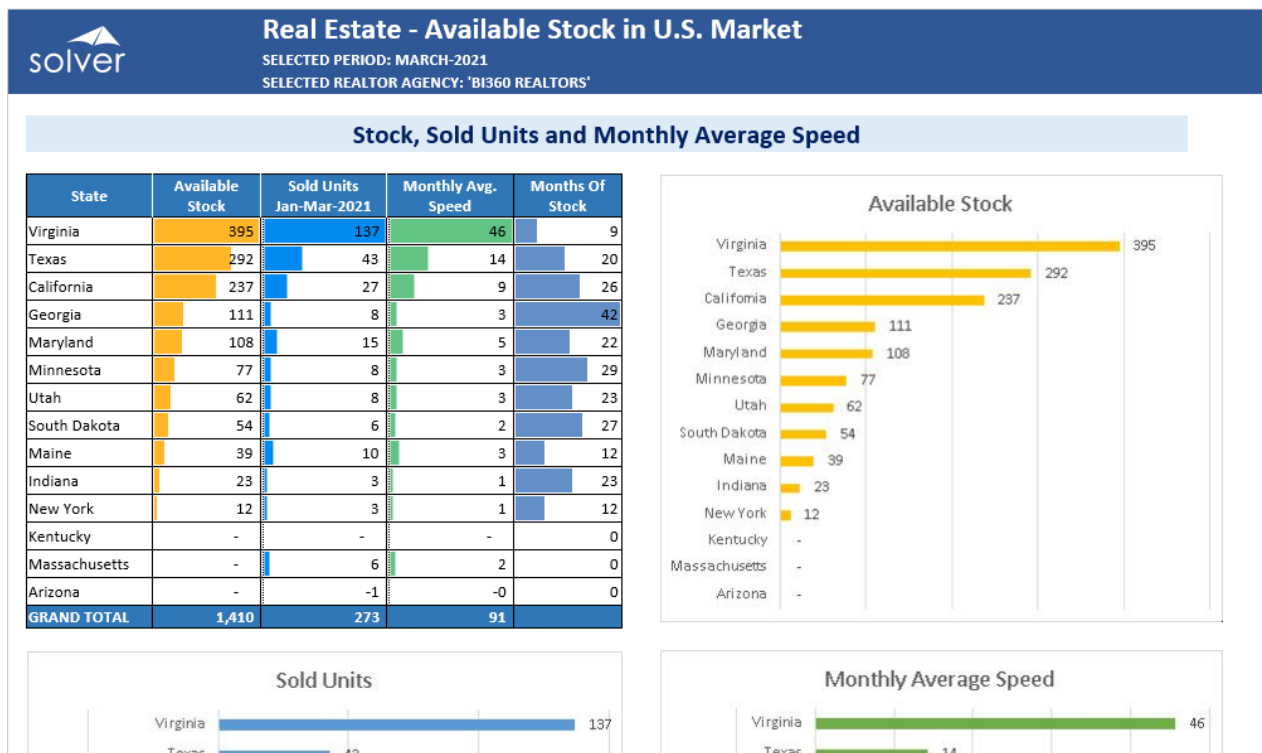 solver
Real Estate - Available Stock in U.S. Market
SELECTED PERIOD: MARCH-2021
SELECTED REALTOR AGENCY: 'BI360 REALTORS'
Stock, Sold Units and Monthly Average Speed
State Available Stock Sold Units Jan-Mar-2021 Monthly Avg. Speed Months Of Stock
Virginia 395 137 46 9
Texas 292 43 14 20
California 237 27 9 26
Georgia 111 8 3 42
Maryland 108 15 5 22
Minnesota 77 8 3 29
Utah 62 8 3 23
South Dakota 54 6 2 27
Maine 39 10 3 12
Indiana 23 3 1 23
New York 12 3 1 12
Kentucky - - - 0
Massachusetts - 6 2 0
Arizona - -1 -0 0
GRAND TOTAL 1,410 273 91
Available Stock
Virginia 395
Texas 292
California 237
Georgia 111
Maryland 108
Minnesota 77
Utah 62
South Dakota 54
Maine 39
Indiana 23
New York 12
Kentucky -
Massachusetts -
Arizona -
Sold Units
Virginia 137
Texas 43
Monthly Average Speed
Virginia 46
Texas 14